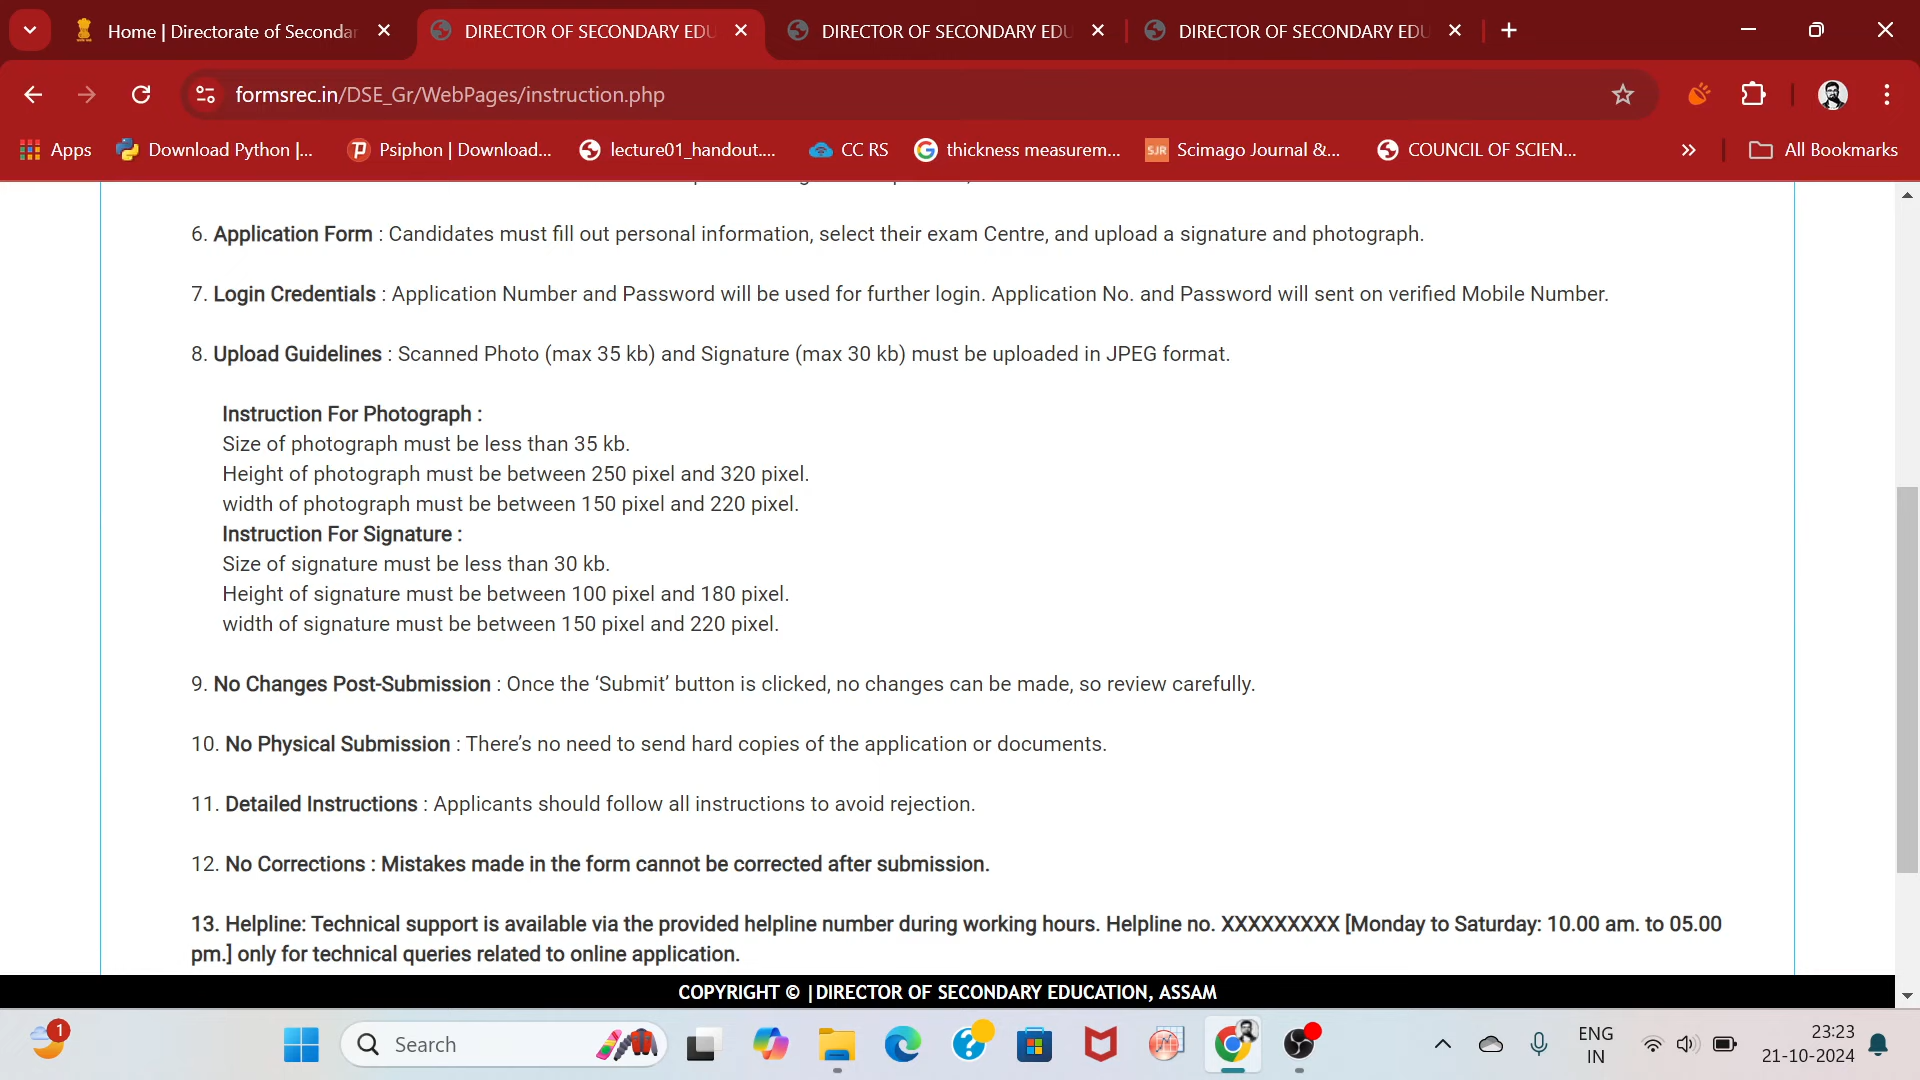 Home | Directorate of Secondar
DIRECTOR OF SECONDARY EDU
DIRECTOR OF SECONDARY EDU
DIRECTOR OF SECONDARY EDU
formsrec.in/DSE_Gr/WebPages/instruction.php
Apps
Download Python |...
Psiphon | Download...
lecture01_handout....
CC RS
thickness measurem...
SJR
Scimago Journal &...
COUNCIL OF SCIEN...
All Bookmarks
6. Application Form : Candidates must fill out personal information, select their exam Centre, and upload a signature and photograph.
7. Login Credentials : Application Number and Password will be used for further login. Application No. and Password will sent on verified Mobile Number.
8. Upload Guidelines : Scanned Photo (max 35 kb) and Signature (max 30 kb) must be uploaded in JPEG format.
Instruction For Photograph :
Size of photograph must be less than 35 kb.
Height of photograph must be between 250 pixel and 320 pixel.
width of photograph must be between 150 pixel and 220 pixel.
Instruction For Signature :
Size of signature must be less than 30 kb.
Height of signature must be between 100 pixel and 180 pixel.
width of signature must be between 150 pixel and 220 pixel.
9. No Changes Post-Submission : Once the ‘Submit’ button is clicked, no changes can be made, so review carefully.
10. No Physical Submission : There’s no need to send hard copies of the application or documents.
11. Detailed Instructions : Applicants should follow all instructions to avoid rejection.
12. No Corrections : Mistakes made in the form cannot be corrected after submission.
13. Helpline: Technical support is available via the provided helpline number during working hours. Helpline no. XXXXXXXXX [Monday to Saturday: 10.00 am. to 05.00
pm.] only for technical queries related to online application.
COPYRIGHT © |DIRECTOR OF SECONDARY EDUCATION, ASSAM
1
Search
ENG
IN
23:23
21-10-2024